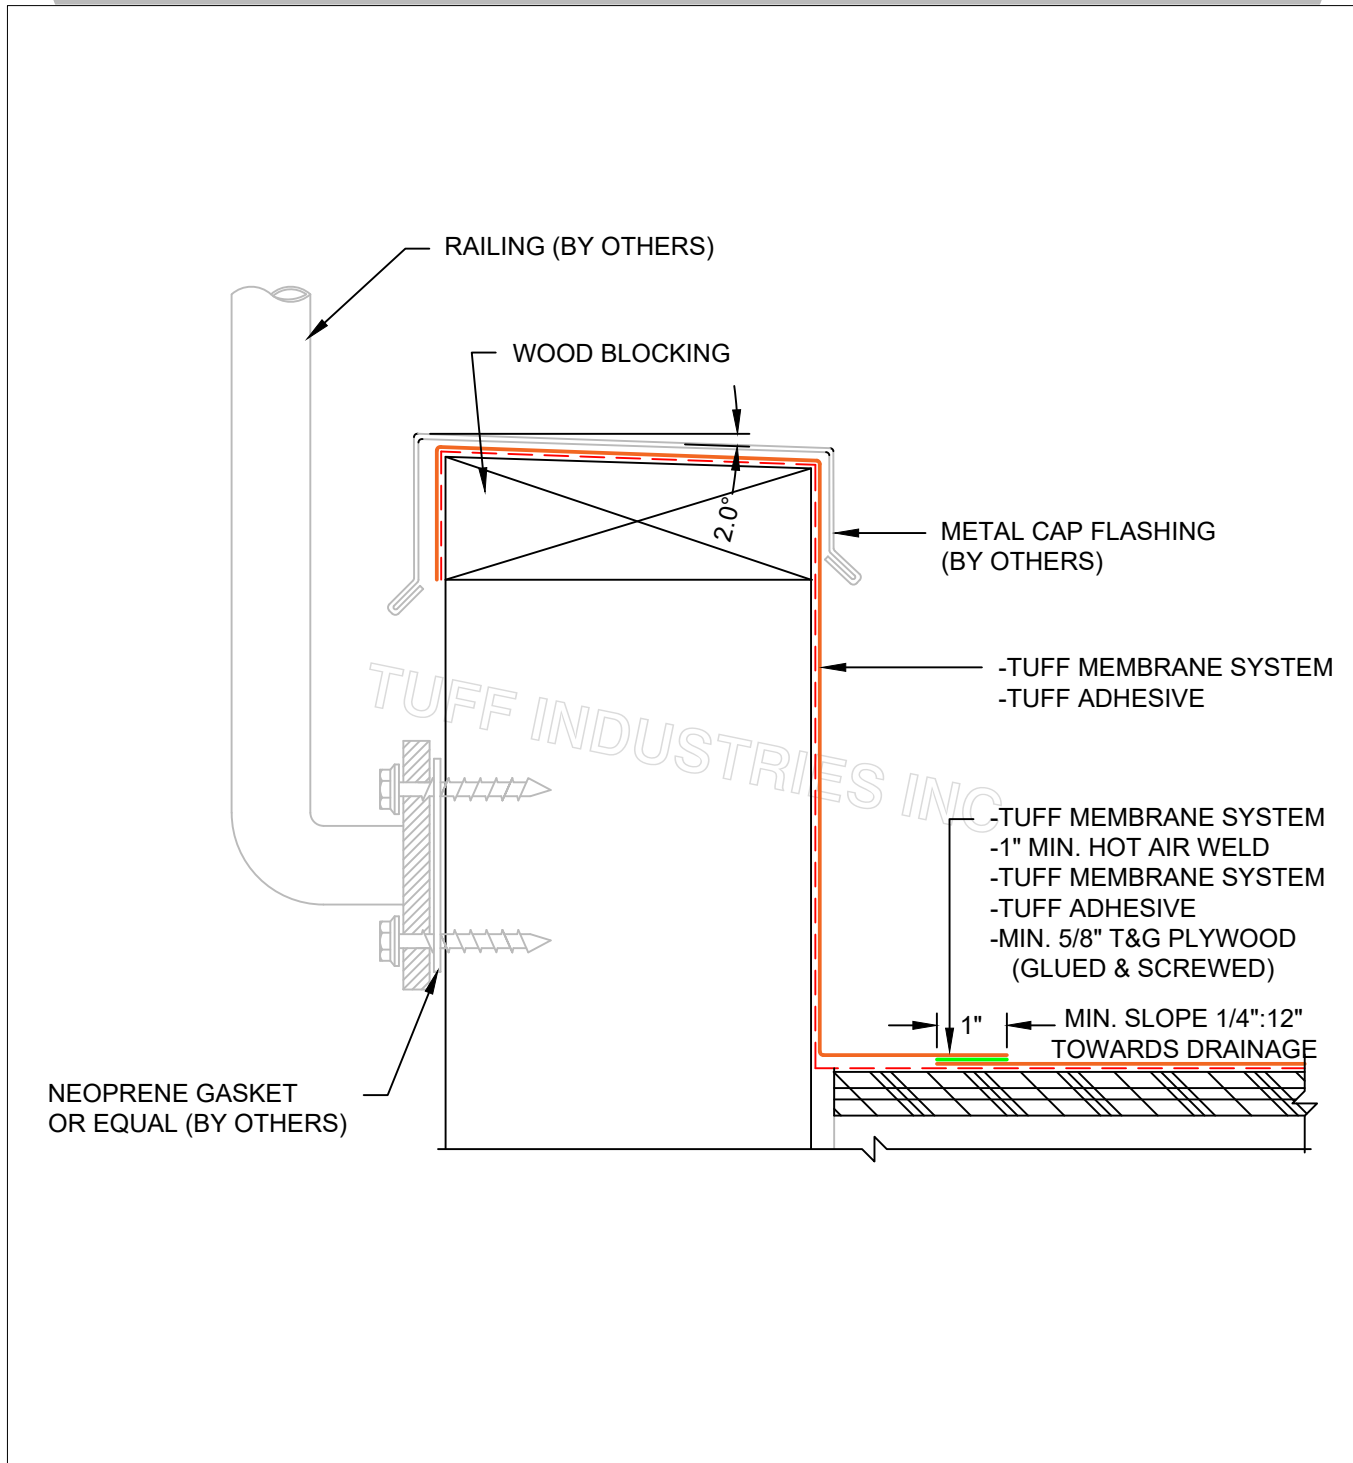 RAILING (BY OTHERS)
WOOD BLOCKING
2.0°
METAL CAP FLASHING
(BY OTHERS)
-TUFF MEMBRANE SYSTEM
-TUFF ADHESIVE
TUFF INDUSTRIES INC
-TUFF MEMBRANE SYSTEM
-1" MIN. HOT AIR WELD
-TUFF MEMBRANE SYSTEM
-TUFF ADHESIVE
-MIN. 5/8" T&G PLYWOOD
(GLUED & SCREWED)
1"
MIN. SLOPE 1/4":12"
TOWARDS DRAINAGE
NEOPRENE GASKET
OR EQUAL (BY OTHERS)